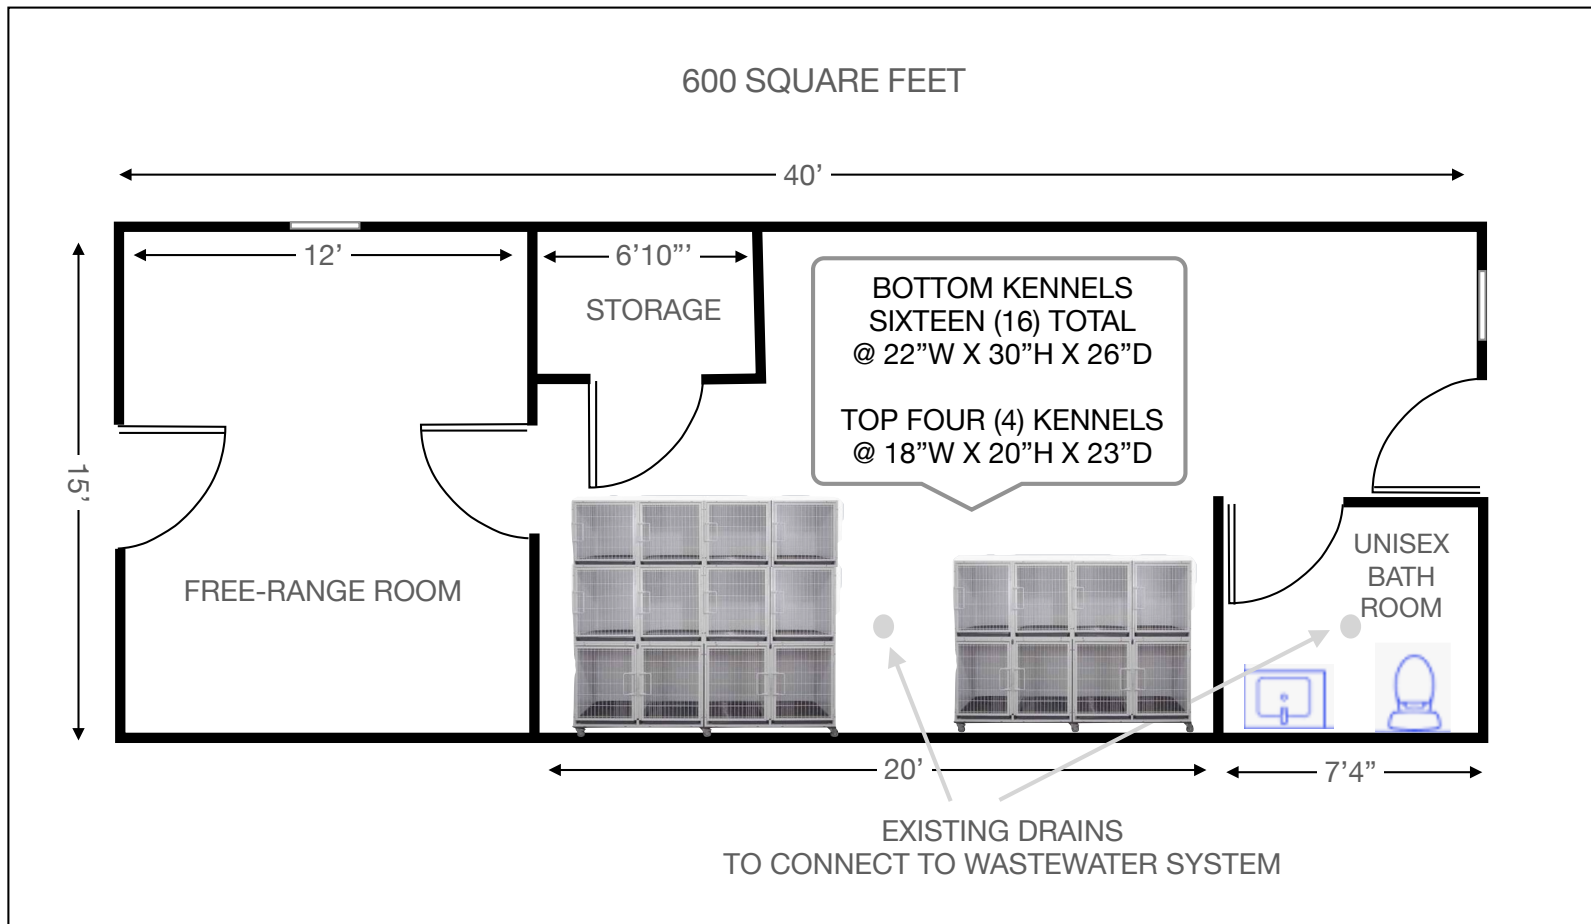 600 SQUARE FEET
40’
12’
6’10”’
STORAGE
15’
BOTTOM KENNELS
SIXTEEN (16) TOTAL
@ 22”W X 30”H X 26”D
TOP FOUR (4) KENNELS
@ 18”W X 20”H X 23”D
FREE-RANGE ROOM
UNISEX
BATH
ROOM
20’
7’4“
EXISTING DRAINS
TO CONNECT TO WASTEWATER SYSTEM